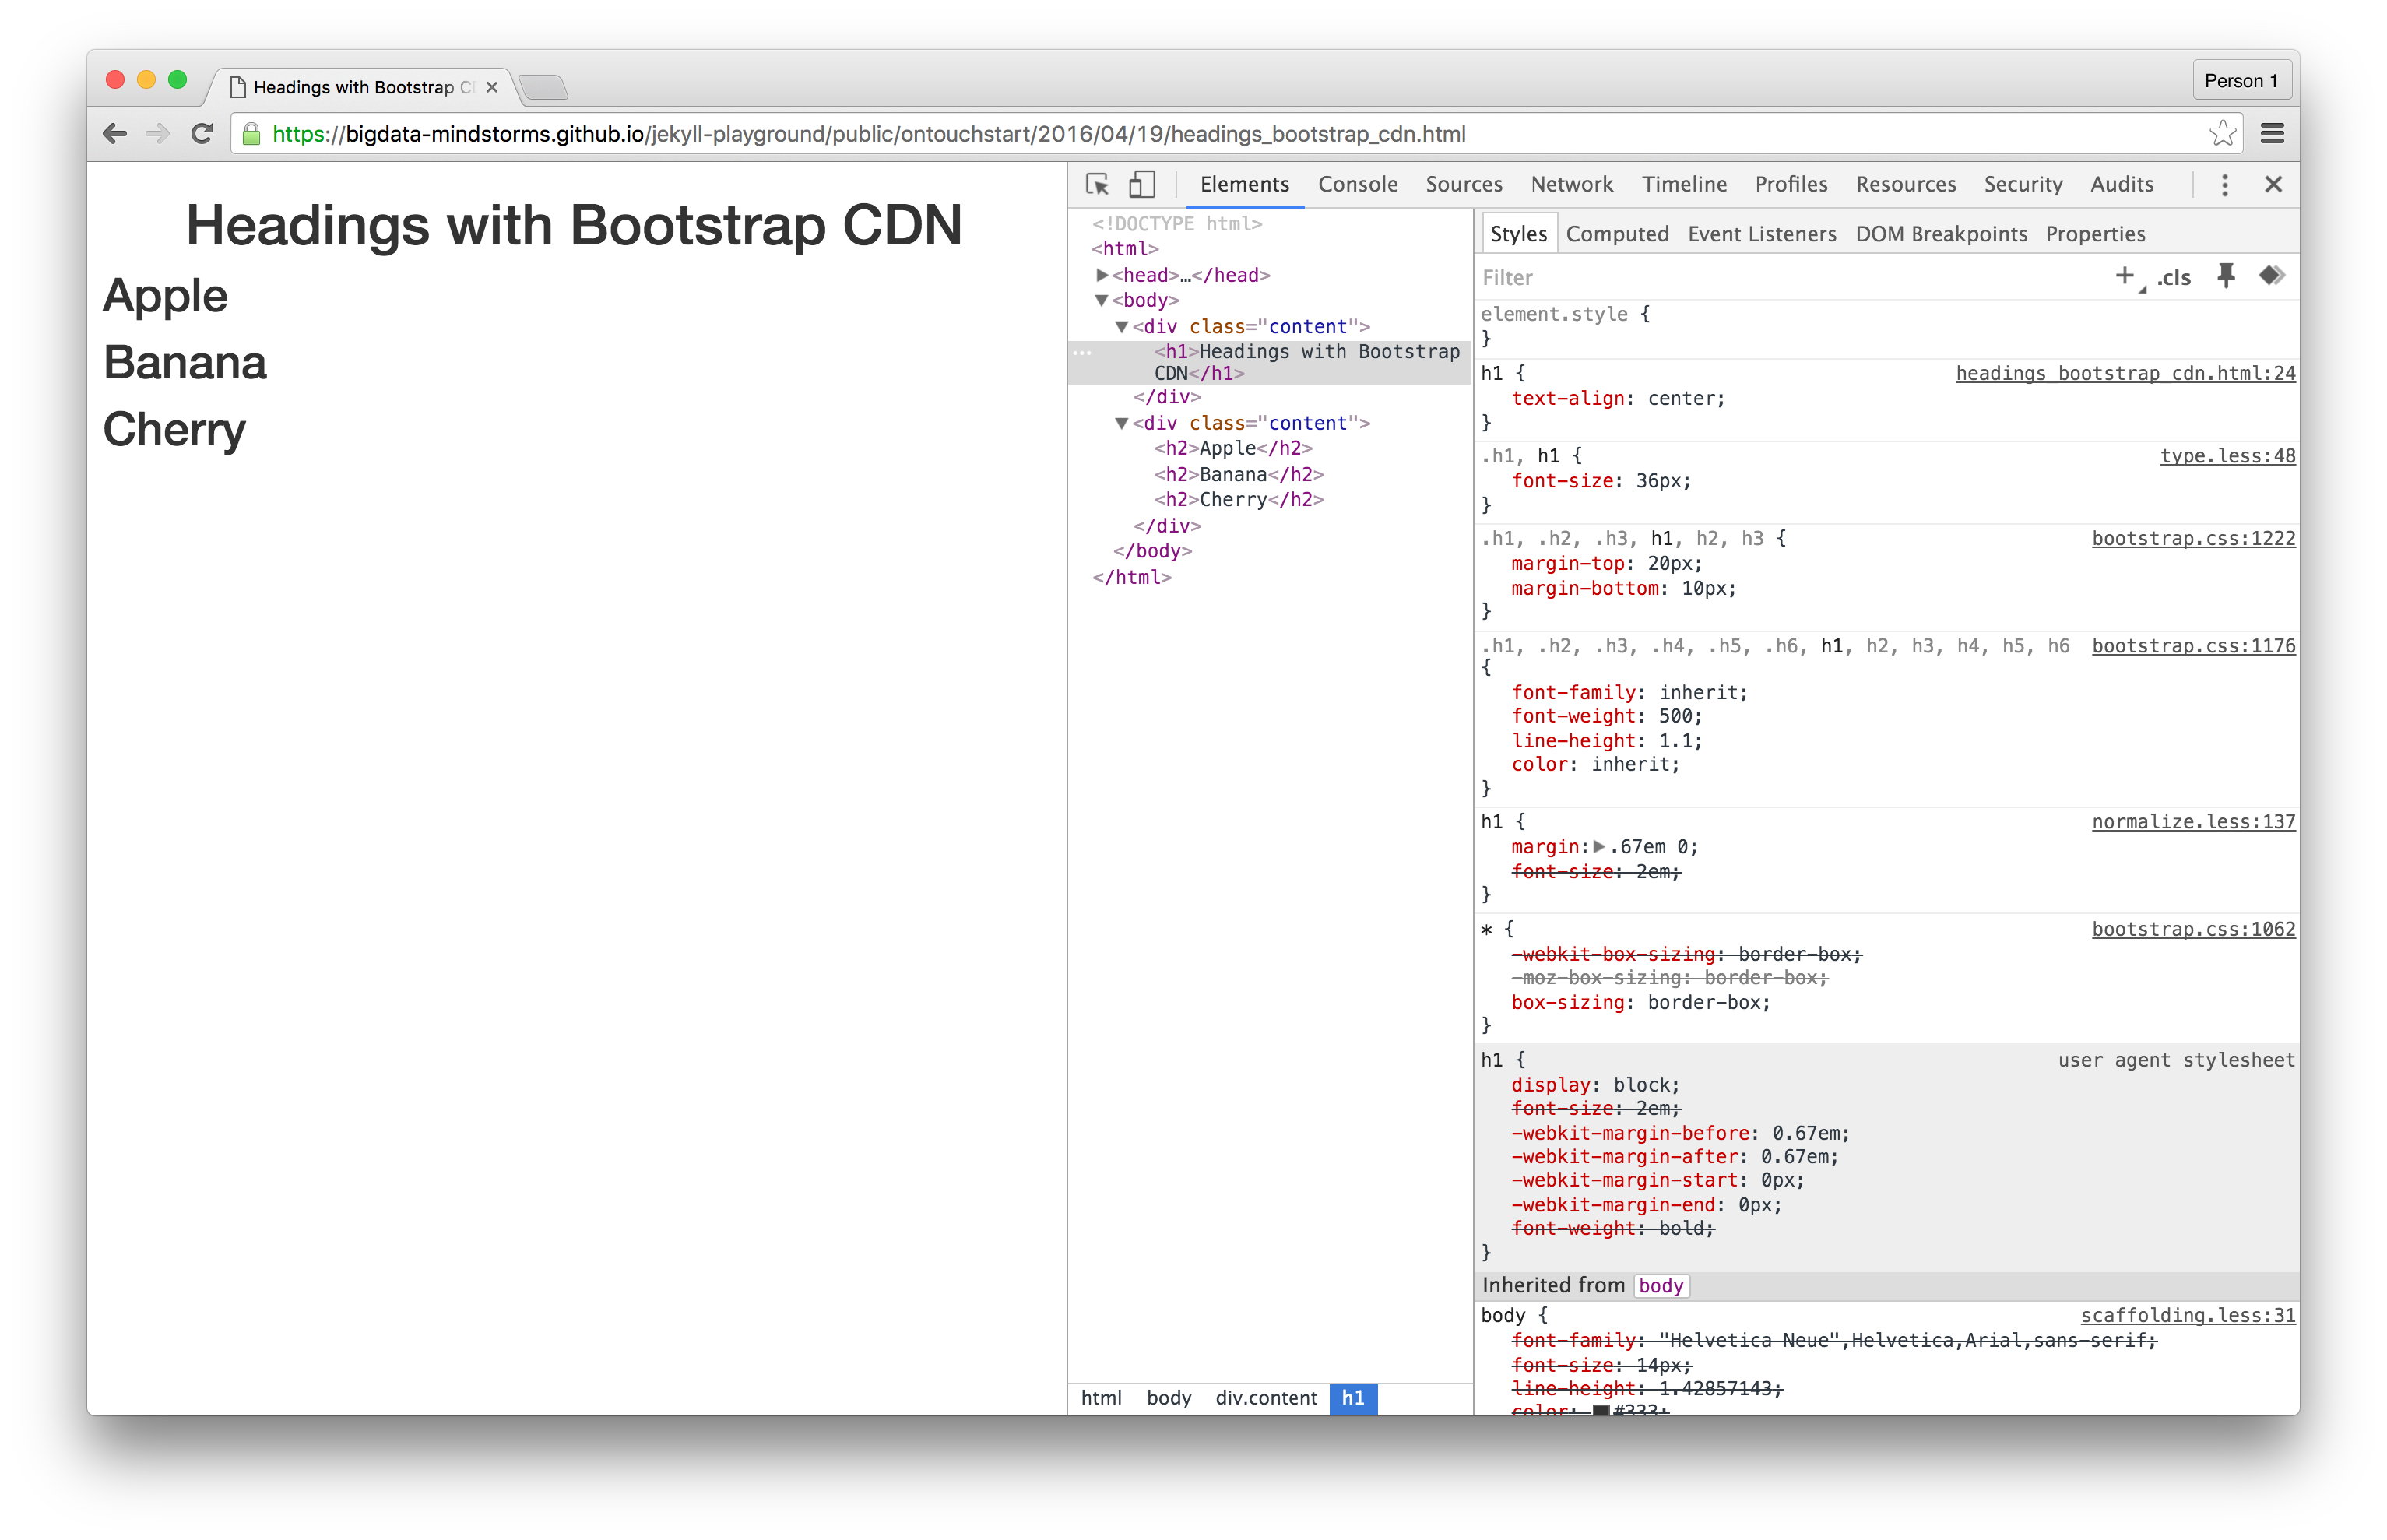 Headings with Bootstrap C
Person 1
https://bigdata-mindstorms.github.io/jekyll-playground/public/ontouchstart/2016/04/19/headings_bootstrap_cdn.html
Headings with Bootstrap CDN
Apple
Banana
Cherry
Elements Console Sources Network Timeline Profiles Resources Security Audits
<!DOCTYPE html>
<html>
<head>…</head>
<body>
<div class="content">
<h1>Headings with Bootstrap
CDN</h1>
</div>
<div class="content">
<h2>Apple</h2>
<h2>Banana</h2>
<h2>Cherry</h2>
</div>
</body>
</html>
html body div.content h1
Styles Computed Event Listeners DOM Breakpoints Properties
Filter + .cls
element.style {
}
h1 { headings_bootstrap_cdn.html:24
text-align: center;
}
.h1, h1 { type.less:48
font-size: 36px;
}
.h1, .h2, .h3, h1, h2, h3 { bootstrap.css:1222
margin-top: 20px;
margin-bottom: 10px;
}
.h1, .h2, .h3, .h4, .h5, .h6, h1, h2, h3, h4, h5, h6 bootstrap.css:1176
{
font-family: inherit;
font-weight: 500;
line-height: 1.1;
color: inherit;
}
h1 { normalize.less:137
margin: .67em 0;
font-size: 2em;
}
* { bootstrap.css:1062
-webkit-box-sizing: border-box;
-moz-box-sizing: border-box;
box-sizing: border-box;
}
h1 { user agent stylesheet
display: block;
font-size: 2em;
-webkit-margin-before: 0.67em;
-webkit-margin-after: 0.67em;
-webkit-margin-start: 0px;
-webkit-margin-end: 0px;
font-weight: bold;
}
Inherited from body
body { scaffolding.less:31
font-family: "Helvetica Neue",Helvetica,Arial,sans-serif;
font-size: 14px;
line-height: 1.42857143;
color: #333;